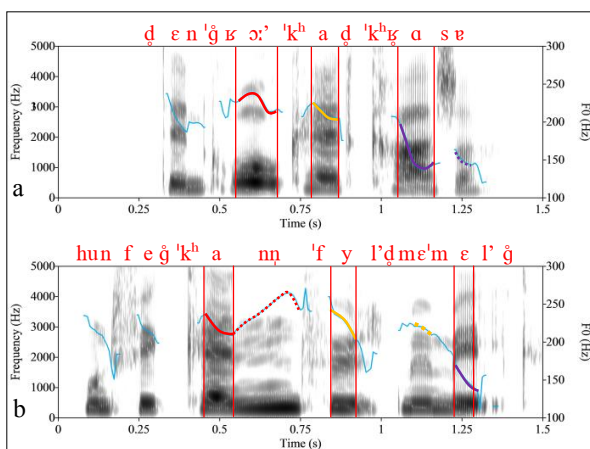 d̥ ɛ n ˈg̊ ʁ ɔːˀ ˈkʰ a d̥ ˈkʰ ʁ̥ ɑ s ɐ
5000
4000
3000
2000
1000
0
Frequency (Hz)
300
250
200
150
100
F0 (Hz)
a
0 0.25 0.5 0.75 1 1.25 1.5
Time (s)
hu n f e g̊ ˈkʰ a nn̩ ˈf y lˀ d̥ mɛˈm ɛ lˀ g̊
5000
4000
3000
2000
1000
0
Frequency (Hz)
300
250
200
150
100
F0 (Hz)
b
0 0.25 0.5 0.75 1 1.25 1.5
Time (s)